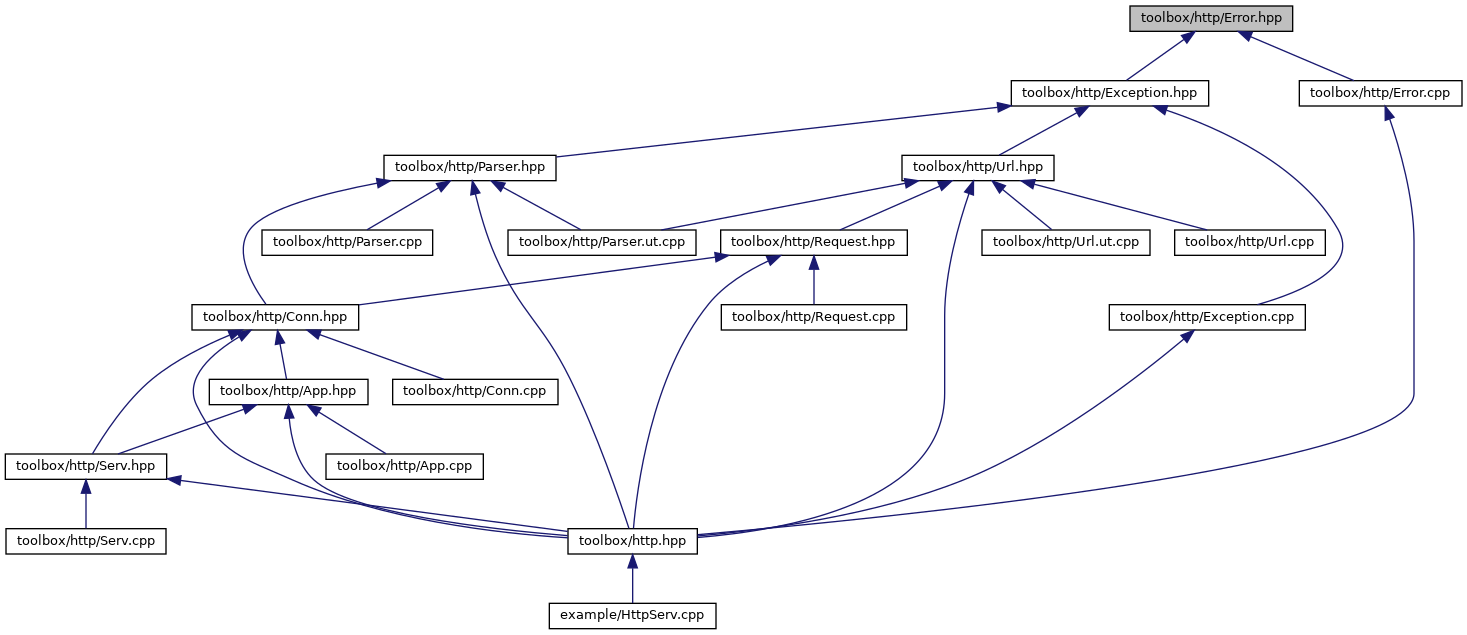 toolbox/http/Error.hpp
toolbox/http/Exception.hpp
toolbox/http/Error.cpp
toolbox/http/Parser.hpp
toolbox/http/Url.hpp
toolbox/http/Parser.cpp
toolbox/http/Parser.ut.cpp
toolbox/http/Request.hpp
toolbox/http/Url.ut.cpp
toolbox/http/Url.cpp
toolbox/http/Conn.hpp
toolbox/http/Request.cpp
toolbox/http/Exception.cpp
toolbox/http/App.hpp
toolbox/http/Conn.cpp
toolbox/http/Serv.hpp
toolbox/http/App.cpp
toolbox/http/Serv.cpp
toolbox/http.hpp
example/HttpServ.cpp